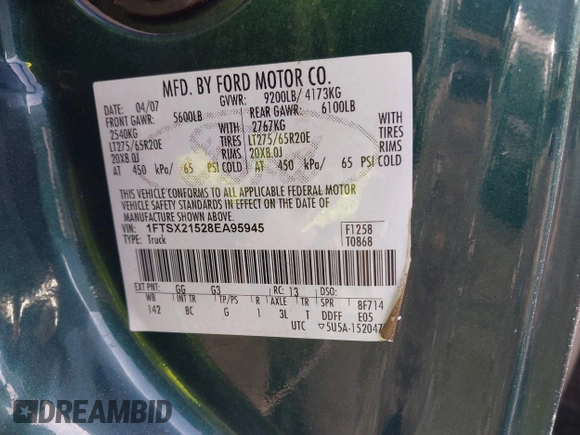 MFD. BY FORD MOTOR CO.
DATE: 04/07 GVWR: 9200LB/ 4173KG
FRONT GAWR: 5600LB REAR GAWR: 6100LB
2540KG WITH 2767KG WITH
LT275/65R20E TIRES LT275/65R20E TIRES
20X8.0J RIMS 20X8.0J RIMS
AT 450 kPa/ 65 PSI COLD AT 450 kPa/ 65 PSI COLD
THIS VEHICLE CONFORMS TO ALL APPLICABLE FEDERAL MOTOR
VEHICLE SAFETY STANDARDS IN EFFECT ON THE DATE OF
MANUFACTURE SHOWN ABOVE.
VIN: 1FTSX21528EA95945 F1258
TYPE: Truck T0868
EXT PNT: GG G3 RC: 13 DSO:
WB INT TR TP/PS R AXLE TR SPR 8F714
142 8C G 1 3L T DDFF E05
UTC ▽5U5A-15204
DREAMBID